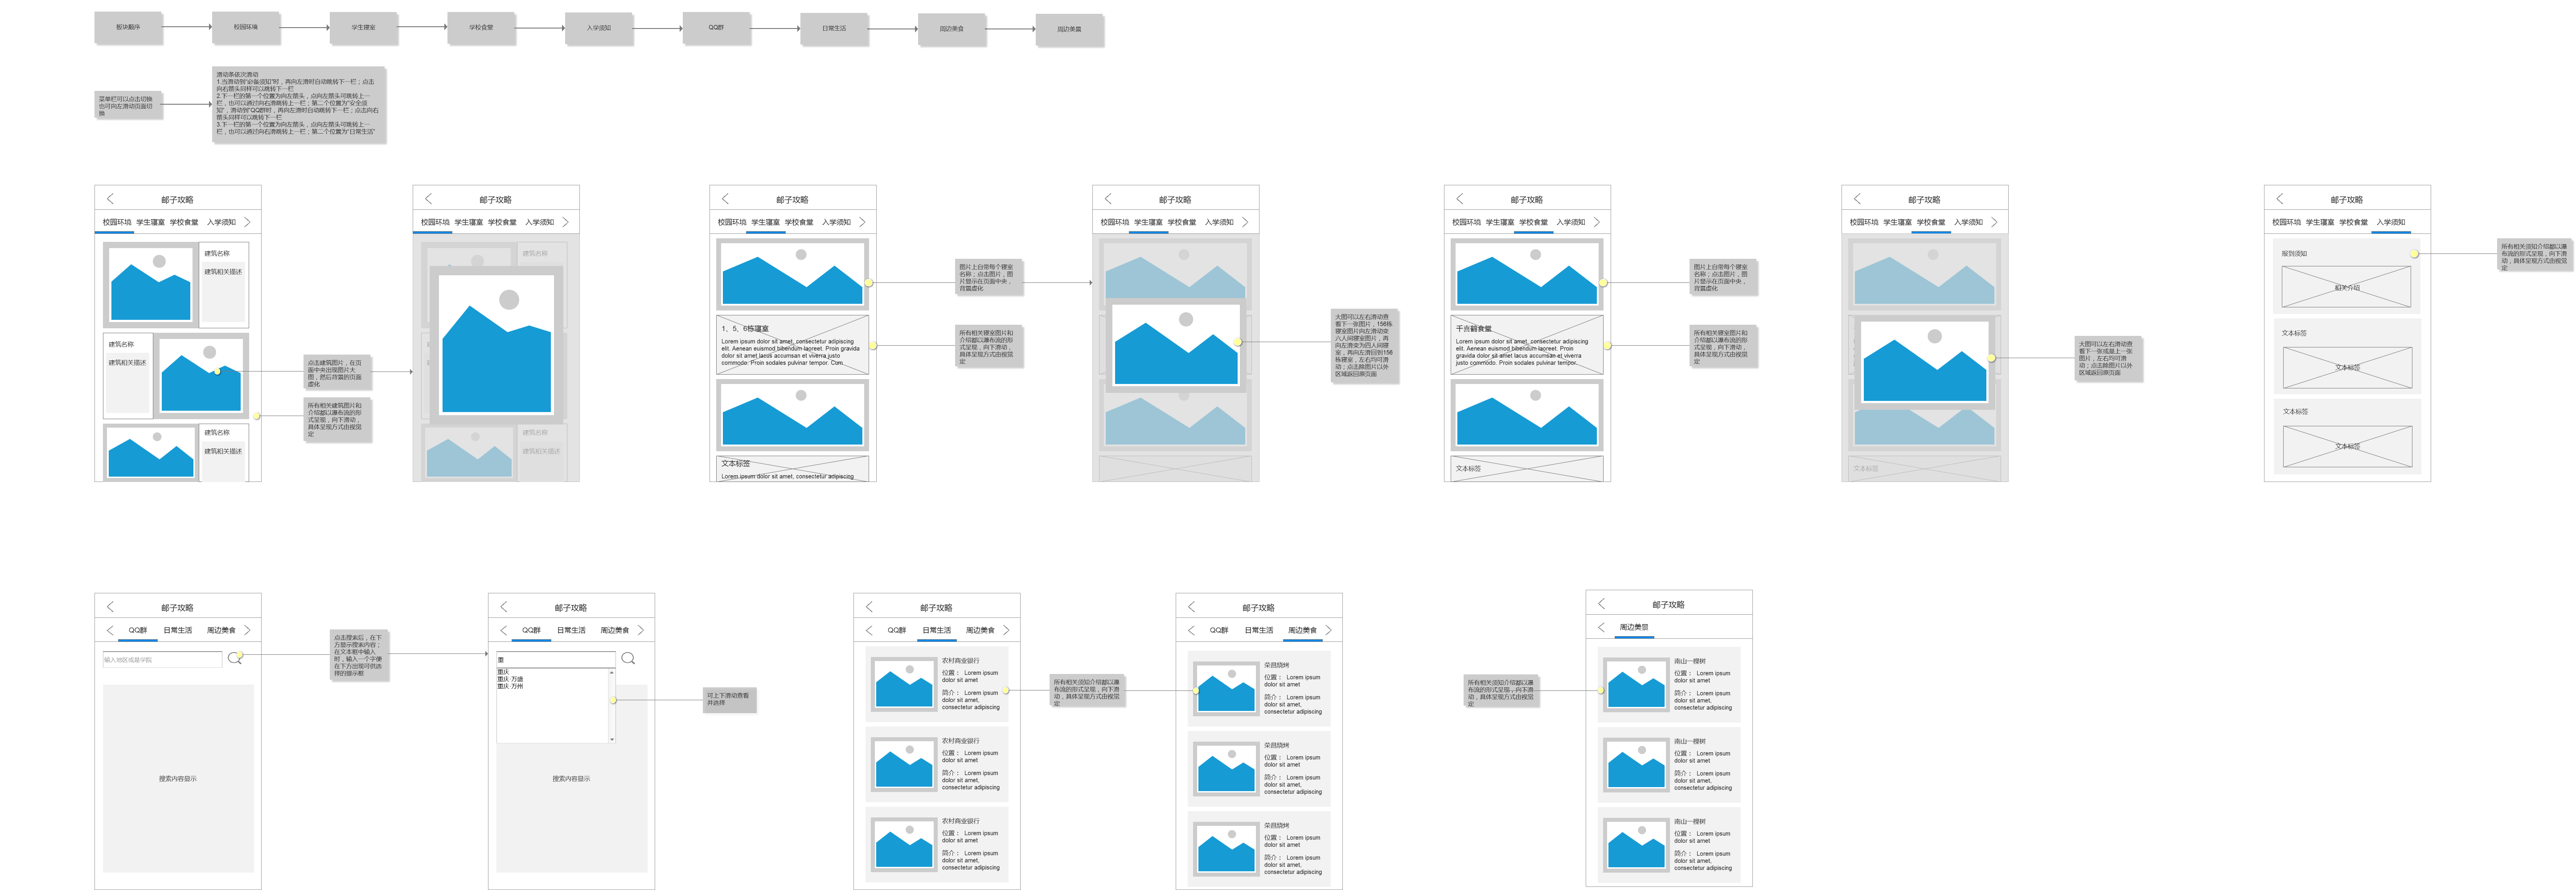 板块顺序
校园环境
学生寝室
学校食堂
入学须知
QQ群
日常生活
周边美食
周边美景
菜单栏可以点击切换
也可向左滑动页面切
换
滑动条依次滑动
1.当滑动到“必备须知”时，再向左滑时自动跳转下一栏；点击
向右箭头同样可以跳转下一栏
2.下一栏的第一个位置为向左箭头，点向左箭头可跳转上一
栏，也可以通过向右滑跳转上一栏；第二个位置为“安全须
知”，滑动到“QQ群时，再向左滑时自动跳转下一栏；点击向右
箭头同样可以跳转下一栏
3.下一栏的第一个位置为向左箭头，点向左箭头可跳转上一
栏，也可以通过向右滑跳转上一栏；第二个位置为“日常生活”
邮子攻略
校园环境 学生寝室 学校食堂 入学须知
建筑名称
建筑相关描述
建筑名称
建筑相关描述
建筑名称
建筑相关描述
点击建筑图片，在页
面中央出现图片大
图，然后背景的页面
虚化
所有相关建筑图片和
介绍都以瀑布流的形
式呈现，向下滑动，
具体呈现方式由视觉
定
邮子攻略
校园环境 学生寝室 学校食堂 入学须知
建筑名称
建筑名称
建筑相关描述
邮子攻略
校园环境 学生寝室 学校食堂 入学须知
1、5、6栋寝室
Lorem ipsum dolor sit amet, consectetur adipiscing
elit. Aenean euismod bibendum laoreet. Proin gravida
dolor sit amet lacus accumsan et viverra justo
commodo. Proin sodales pulvinar tempor. Cum
文本标签
Lorem ipsum dolor sit amet, consectetur adipiscing
图片上自带每个寝室
名称；点击图片，图
片显示在页面中央，
背景虚化
所有相关寝室图片和
介绍都以瀑布流的形
式呈现，向下滑动，
具体呈现方式由视觉
定
邮子攻略
校园环境 学生寝室 学校食堂 入学须知
大图可以左右滑动查
看下一张图片，156栋
寝室图片向左滑动变
六人间寝室图片，再
向左滑变为四人间寝
室，再向左滑回到156
栋寝室，左右均可滑
动；点击除图片以外
区域返回原页面
邮子攻略
校园环境 学生寝室 学校食堂 入学须知
千喜鹤食堂
Lorem ipsum dolor sit amet, consectetur adipiscing
elit. Aenean euismod bibendum laoreet. Proin
gravida dolor sit amet lacus accumsan et viverra
justo commodo. Proin sodales pulvinar tempor.
文本标签
图片上自带每个寝室
名称；点击图片，图
片显示在页面中央，
背景虚化
所有相关寝室图片和
介绍都以瀑布流的形
式呈现，向下滑动，
具体呈现方式由视觉
定
邮子攻略
校园环境 学生寝室 学校食堂 入学须知
文本标签
大图可以左右滑动查
看下一张或是上一张
图片，左右均可滑
动；点击除图片以外
区域返回原页面
邮子攻略
校园环境 学生寝室 学校食堂 入学须知
报到须知
相关介绍
文本标签
文本标签
文本标签
文本标签
所有相关须知介绍都以瀑
布流的形式呈现，向下滑
动，具体呈现方式由视觉
定
邮子攻略
QQ群 日常生活 周边美食
输入地区或是学院
搜索内容显示
点击搜索后，在下
方显示搜索内容；
在文本框中输入
时，输入一个字便
在下方出现可供选
择的提示框
邮子攻略
QQ群 日常生活 周边美食
重
重庆
重庆·万盛
重庆·万州
搜索内容显示
可上下滑动查看
并选择
邮子攻略
QQ群 日常生活 周边美食
农村商业银行
位置： Lorem ipsum
dolor sit amet
简介： Lorem ipsum
dolor sit amet,
consectetur adipiscing
农村商业银行
位置： Lorem ipsum
dolor sit amet
简介： Lorem ipsum
dolor sit amet,
consectetur adipiscing
农村商业银行
位置： Lorem ipsum
dolor sit amet
简介： Lorem ipsum
dolor sit amet,
consectetur adipiscing
所有相关须知介绍都以瀑
布流的形式呈现，向下滑
动，具体呈现方式由视觉
定
邮子攻略
QQ群 日常生活 周边美食
荣昌烧烤
位置： Lorem ipsum
dolor sit amet
简介： Lorem ipsum
dolor sit amet,
consectetur adipiscing
荣昌烧烤
位置： Lorem ipsum
dolor sit amet
简介： Lorem ipsum
dolor sit amet,
consectetur adipiscing
荣昌烧烤
位置： Lorem ipsum
dolor sit amet
简介： Lorem ipsum
dolor sit amet,
consectetur adipiscing
所有相关须知介绍都以瀑
布流的形式呈现，向下滑
动，具体呈现方式由视觉
定
邮子攻略
周边美景
南山一棵树
位置： Lorem ipsum
dolor sit amet
简介： Lorem ipsum
dolor sit amet,
consectetur adipiscing
南山一棵树
位置： Lorem ipsum
dolor sit amet
简介： Lorem ipsum
dolor sit amet,
consectetur adipiscing
南山一棵树
位置： Lorem ipsum
dolor sit amet
简介： Lorem ipsum
dolor sit amet,
consectetur adipiscing